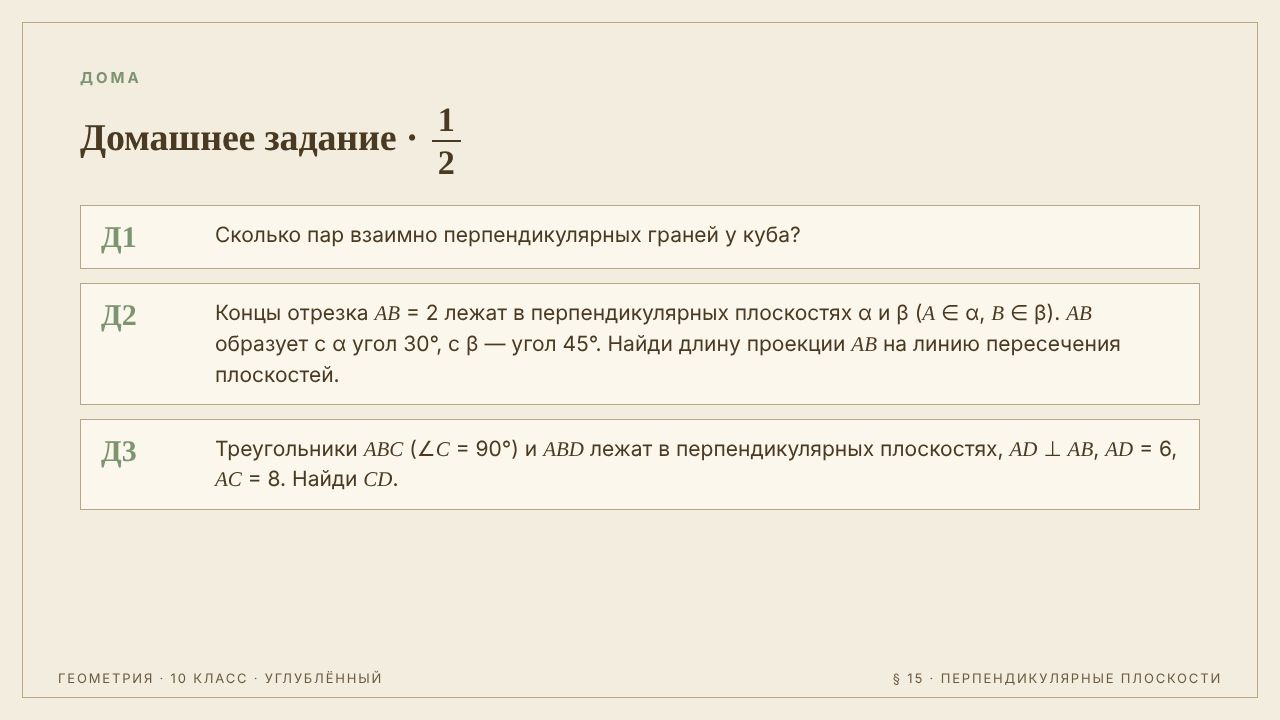 ДОМА
Домашнее задание · 1/2
Д1
Сколько пар взаимно перпендикулярных граней у куба?
Д2
Концы отрезка AB = 2 лежат в перпендикулярных плоскостях α и β (A ∈ α, B ∈ β). AB
образует с α угол 30°, с β — угол 45°. Найди длину проекции AB на линию пересечения
плоскостей.
Д3
Треугольники ABC (∠C = 90°) и ABD лежат в перпендикулярных плоскостях, AD ⊥ AB, AD = 6,
AC = 8. Найди CD.
ГЕОМЕТРИЯ · 10 КЛАСС · УГЛУБЛЁННЫЙ
§ 15 · ПЕРПЕНДИКУЛЯРНЫЕ ПЛОСКОСТИ